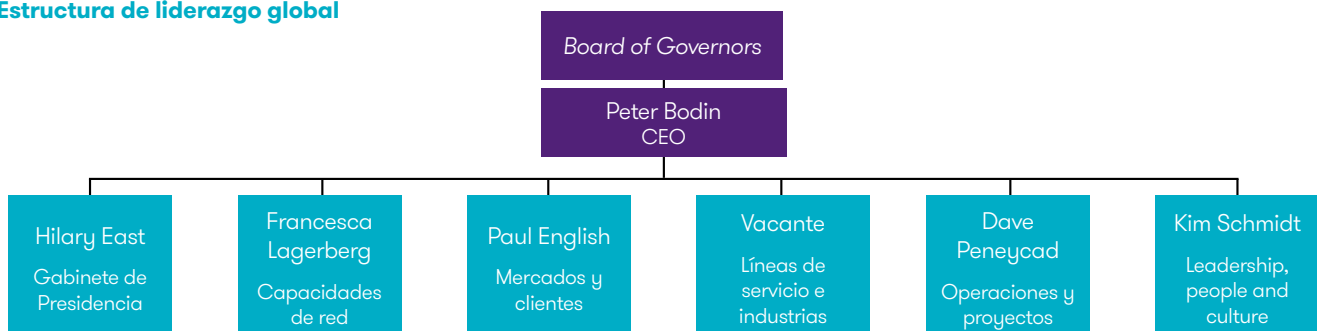 Estructura de liderazgo global
Board of Governors
Peter Bodin
CEO
Hilary East
Gabinete de
Presidencia
Francesca
Lagerberg
Capacidades
de red
Paul English
Mercados y
clientes
Vacante
Líneas de
servicio e
industrias
Dave
Peneycad
Operaciones y
proyectos
Kim Schmidt
Leadership,
people and
culture